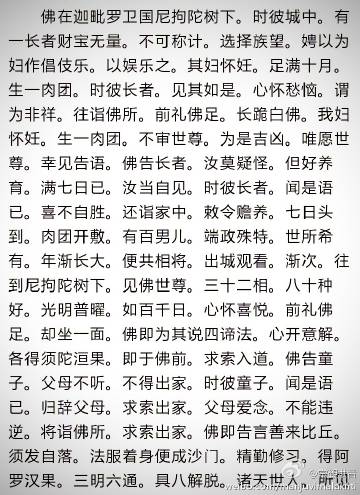 佛在迦毗罗卫国尼拘陀树下。时彼城中。有
一长者财宝无量。不可称计。选择族望。娉以为
妇作倡伎乐。以娱乐之。其妇怀妊。足满十月。
生一肉团。时彼长者。见其如是。心怀愁恼。谓
为非祥。往诣佛所。前礼佛足。长跪白佛。我妇
怀妊。生一肉团。不审世尊。为是吉凶。唯愿世
尊。幸见告语。佛告长者。汝莫疑怪。但好养
育。满七日已。汝当自见。时彼长者。闻是语
已。喜不自胜。还诣家中。敕令赡养。七日头
到。肉团开敷。有百男儿。端政殊特。世所希
有。年渐长大。便共相将。出城观看。渐次。往
到尼拘陀树下。见佛世尊。三十二相。八十种
好。光明普曜。如百千日。心怀喜悦。前礼佛
足。却坐一面。佛即为其说四谛法。心开意解。
各得须陀洹果。即于佛前。求索入道。佛告童
子。父母不听。不得出家。时彼童子。闻是语
已。归辞父母。求索出家。父母爱念。不能违
逆。将诣佛所。求索出家。佛即告言善来比丘。
须发自落。法服着身便成沙门。精勤修习。得阿
罗汉果。三明六通。具八解脱。诸天世人。所见